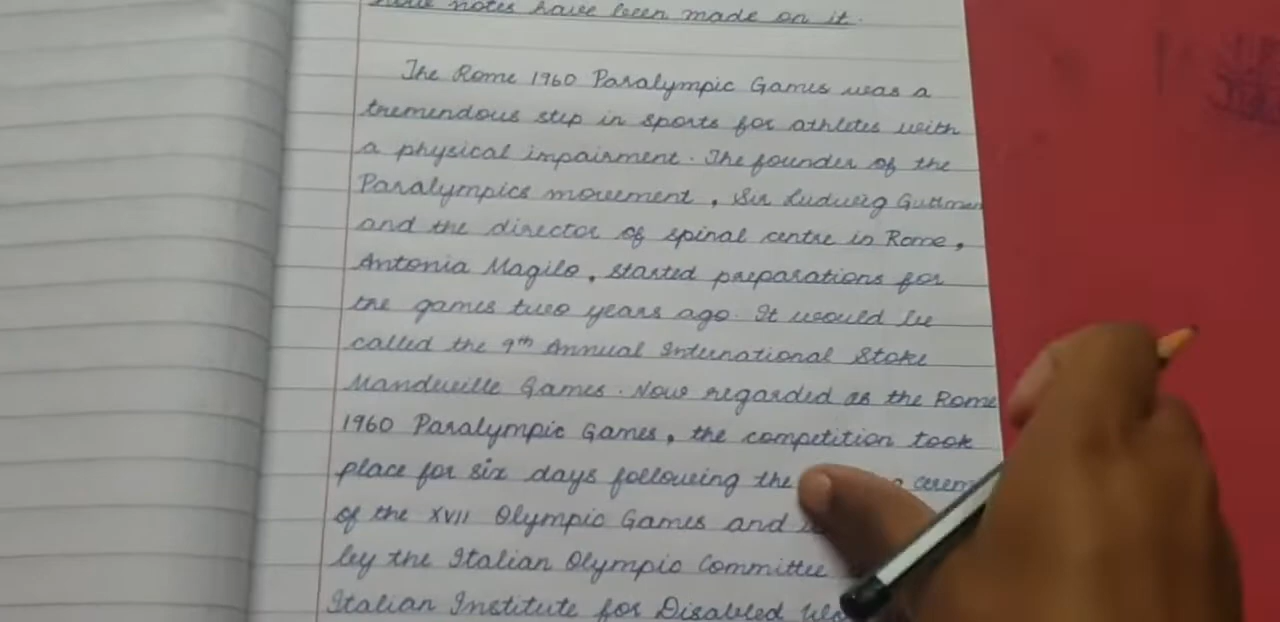 notes have been made on it.
The Rome 1960 Paralympic Games was a
tremendous step in sports for athletes with
a physical impairment. The founder of the
Paralympics movement, Sir Ludwig Guttman
and the director of spinal centre in Rome,
Antonia Magilo, started preparations for
the games two years ago. It would be
called the 9th Annual International Stoke
Mandeville Games. Now regarded as the Rome
1960 Paralympic Games, the competition took
place for six days following the
of the XVII Olympic Games and
by the Italian Olympic Committee
Italian Institute for Disabled